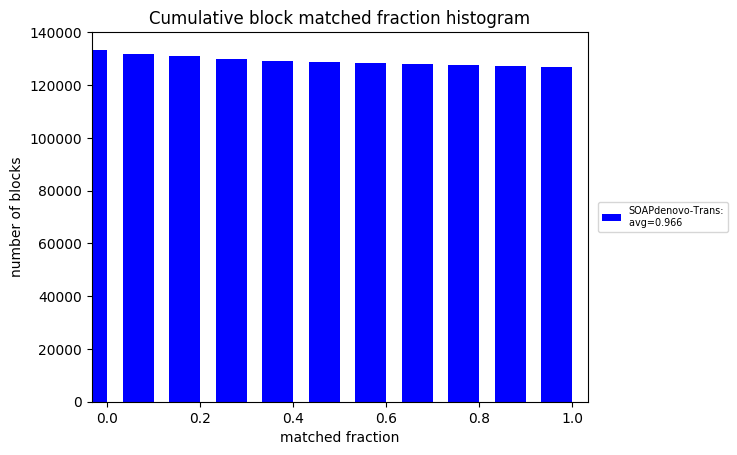 Cumulative block matched fraction histogram
140000
120000
100000
80000
60000
40000
20000
0
number of blocks
0.0 0.2 0.4 0.6 0.8 1.0
matched fraction
SOAPdenovo-Trans:
avg=0.966